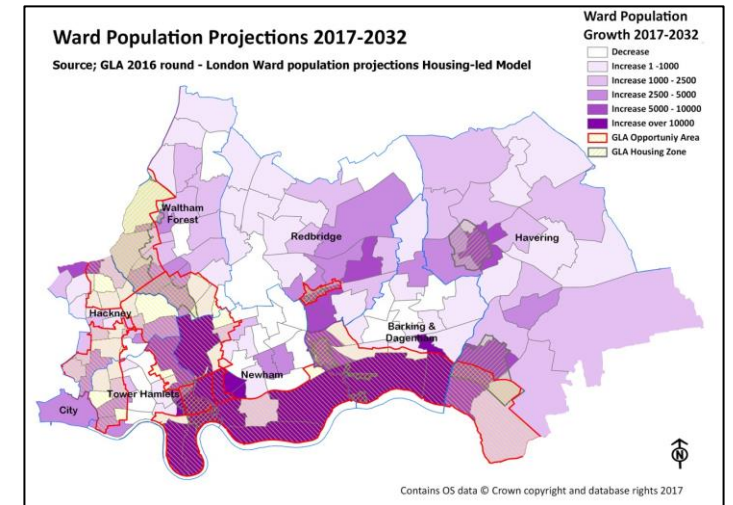 Ward Population Projections 2017-2032
Source; GLA 2016 round - London Ward population projections Housing-led Model
Ward Population
Growth 2017-2032
Decrease
Increase 1 -1000
Increase 1000 - 2500
Increase 2500 - 5000
Increase 5000 - 10000
Increase over 10000
GLA Opportuniy Area
GLA Housing Zone
Waltham
Forest
Redbridge
Havering
Hackney
Barking &
Dagenham
Newham
Tower Hamlets
City
N
Contains OS data © Crown copyright and database rights 2017